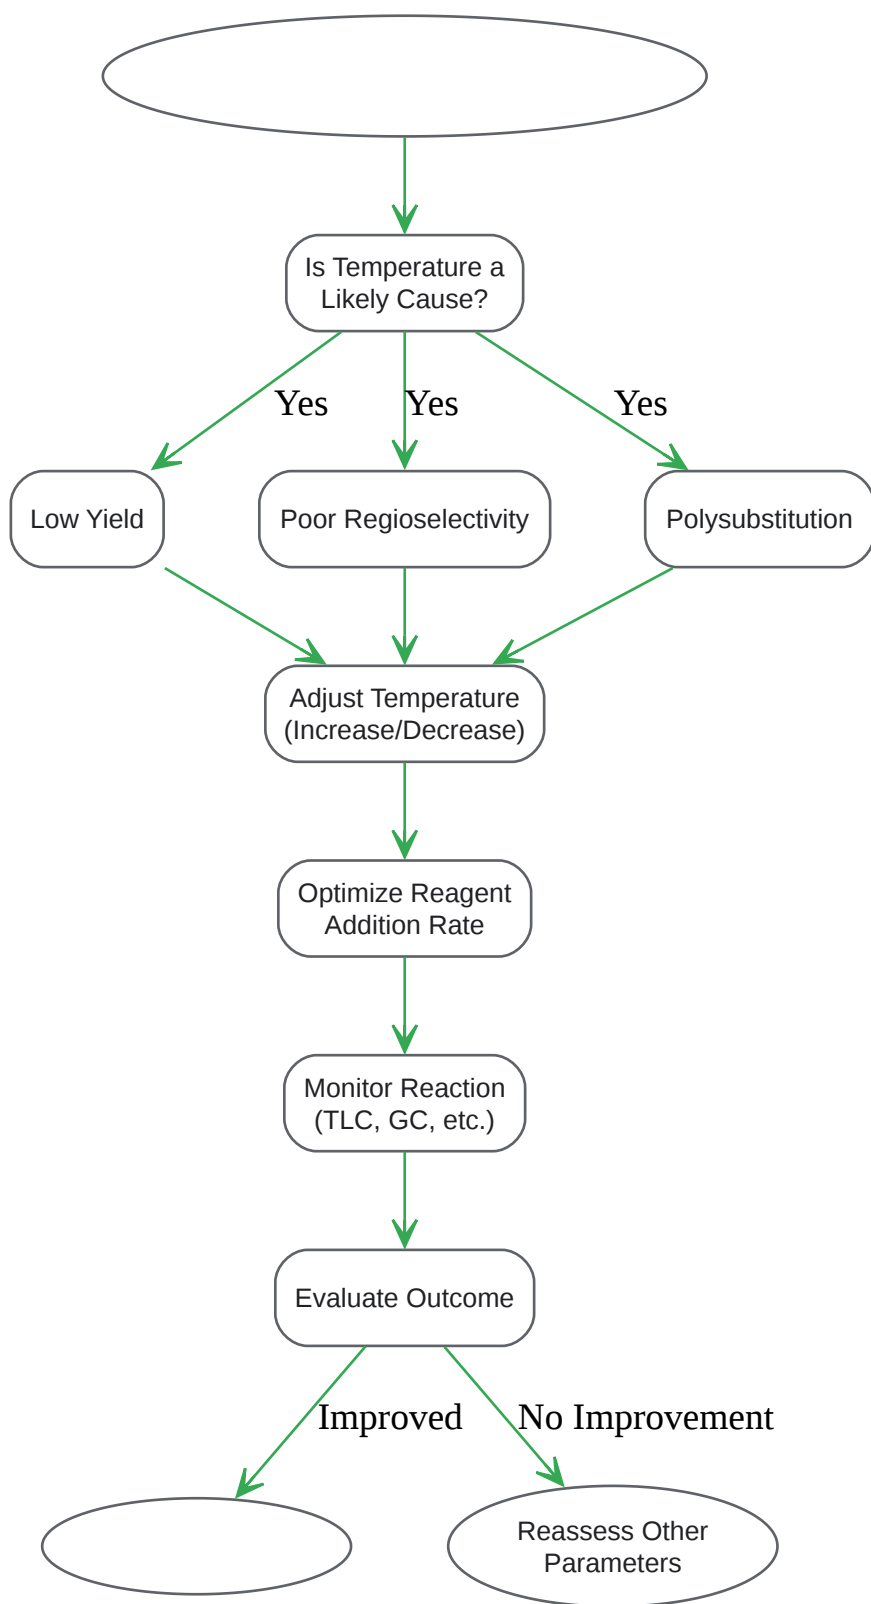 Is Temperature a
Likely Cause?
Yes
Yes
Yes
Low Yield
Poor Regioselectivity
Polysubstitution
Adjust Temperature
(Increase/Decrease)
Optimize Reagent
Addition Rate
Monitor Reaction
(TLC, GC, etc.)
Evaluate Outcome
Improved
No Improvement
Reassess Other
Parameters